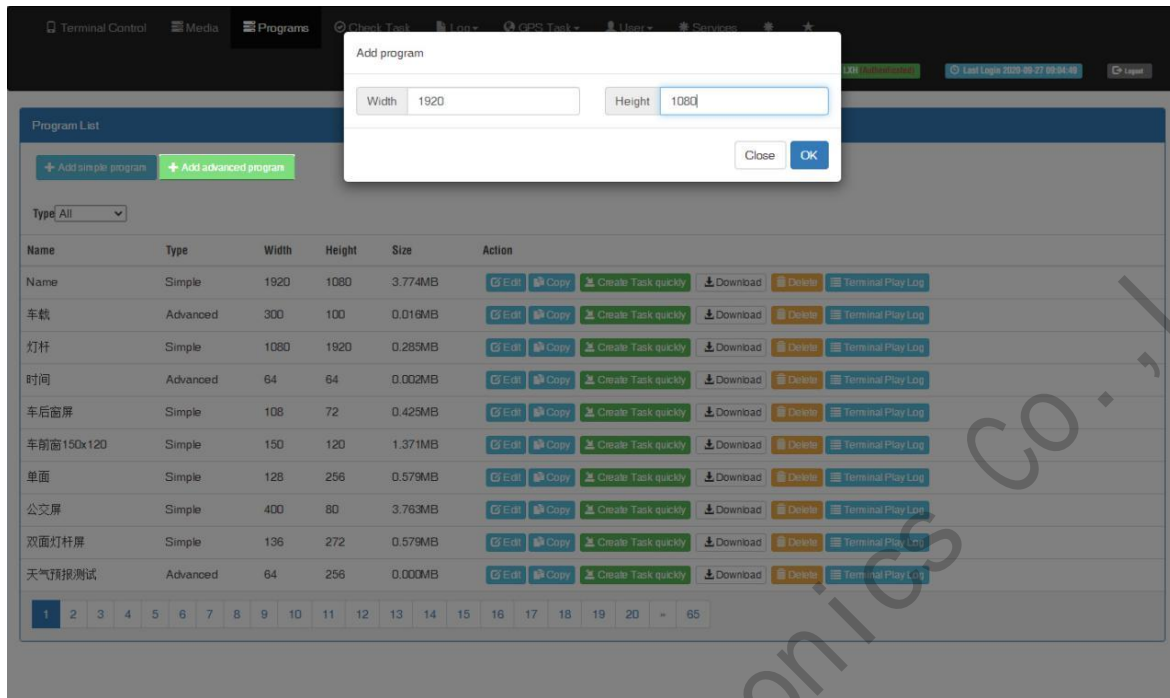 Terminal Control Media Programs Check Task Log GPS Task User Services
Add program
LIDI (Authenticated) Last Login 2020-09-27 09:04:49 Logout
Width 1920 Height 1080
Program List
Close OK
Add simple program Add advanced program
Type All
Name Type Width Height Size Action
Name Simple 1920 1080 3.774MB Edit Copy Create Task quickly Download Delete Terminal Play Log
车载 Advanced 300 100 0.016MB Edit Copy Create Task quickly Download Delete Terminal Play Log
灯杆 Simple 1080 1920 0.285MB Edit Copy Create Task quickly Download Delete Terminal Play Log
时间 Advanced 64 64 0.002MB Edit Copy Create Task quickly Download Delete Terminal Play Log
车后窗屏 Simple 108 72 0.425MB Edit Copy Create Task quickly Download Delete Terminal Play Log
车前窗150x120 Simple 150 120 1.371MB Edit Copy Create Task quickly Download Delete Terminal Play Log
单面 Simple 128 256 0.579MB Edit Copy Create Task quickly Download Delete Terminal Play Log
公交屏 Simple 400 80 3.763MB Edit Copy Create Task quickly Download Delete Terminal Play Log
双面灯杆屏 Simple 136 272 0.579MB Edit Copy Create Task quickly Download Delete Terminal Play Log
天气预报测试 Advanced 64 256 0.000MB Edit Copy Create Task quickly Download Delete Terminal Play Log
1 2 3 4 5 6 7 8 9 10 11 12 13 14 15 16 17 18 19 20 » 65
onics Co.,